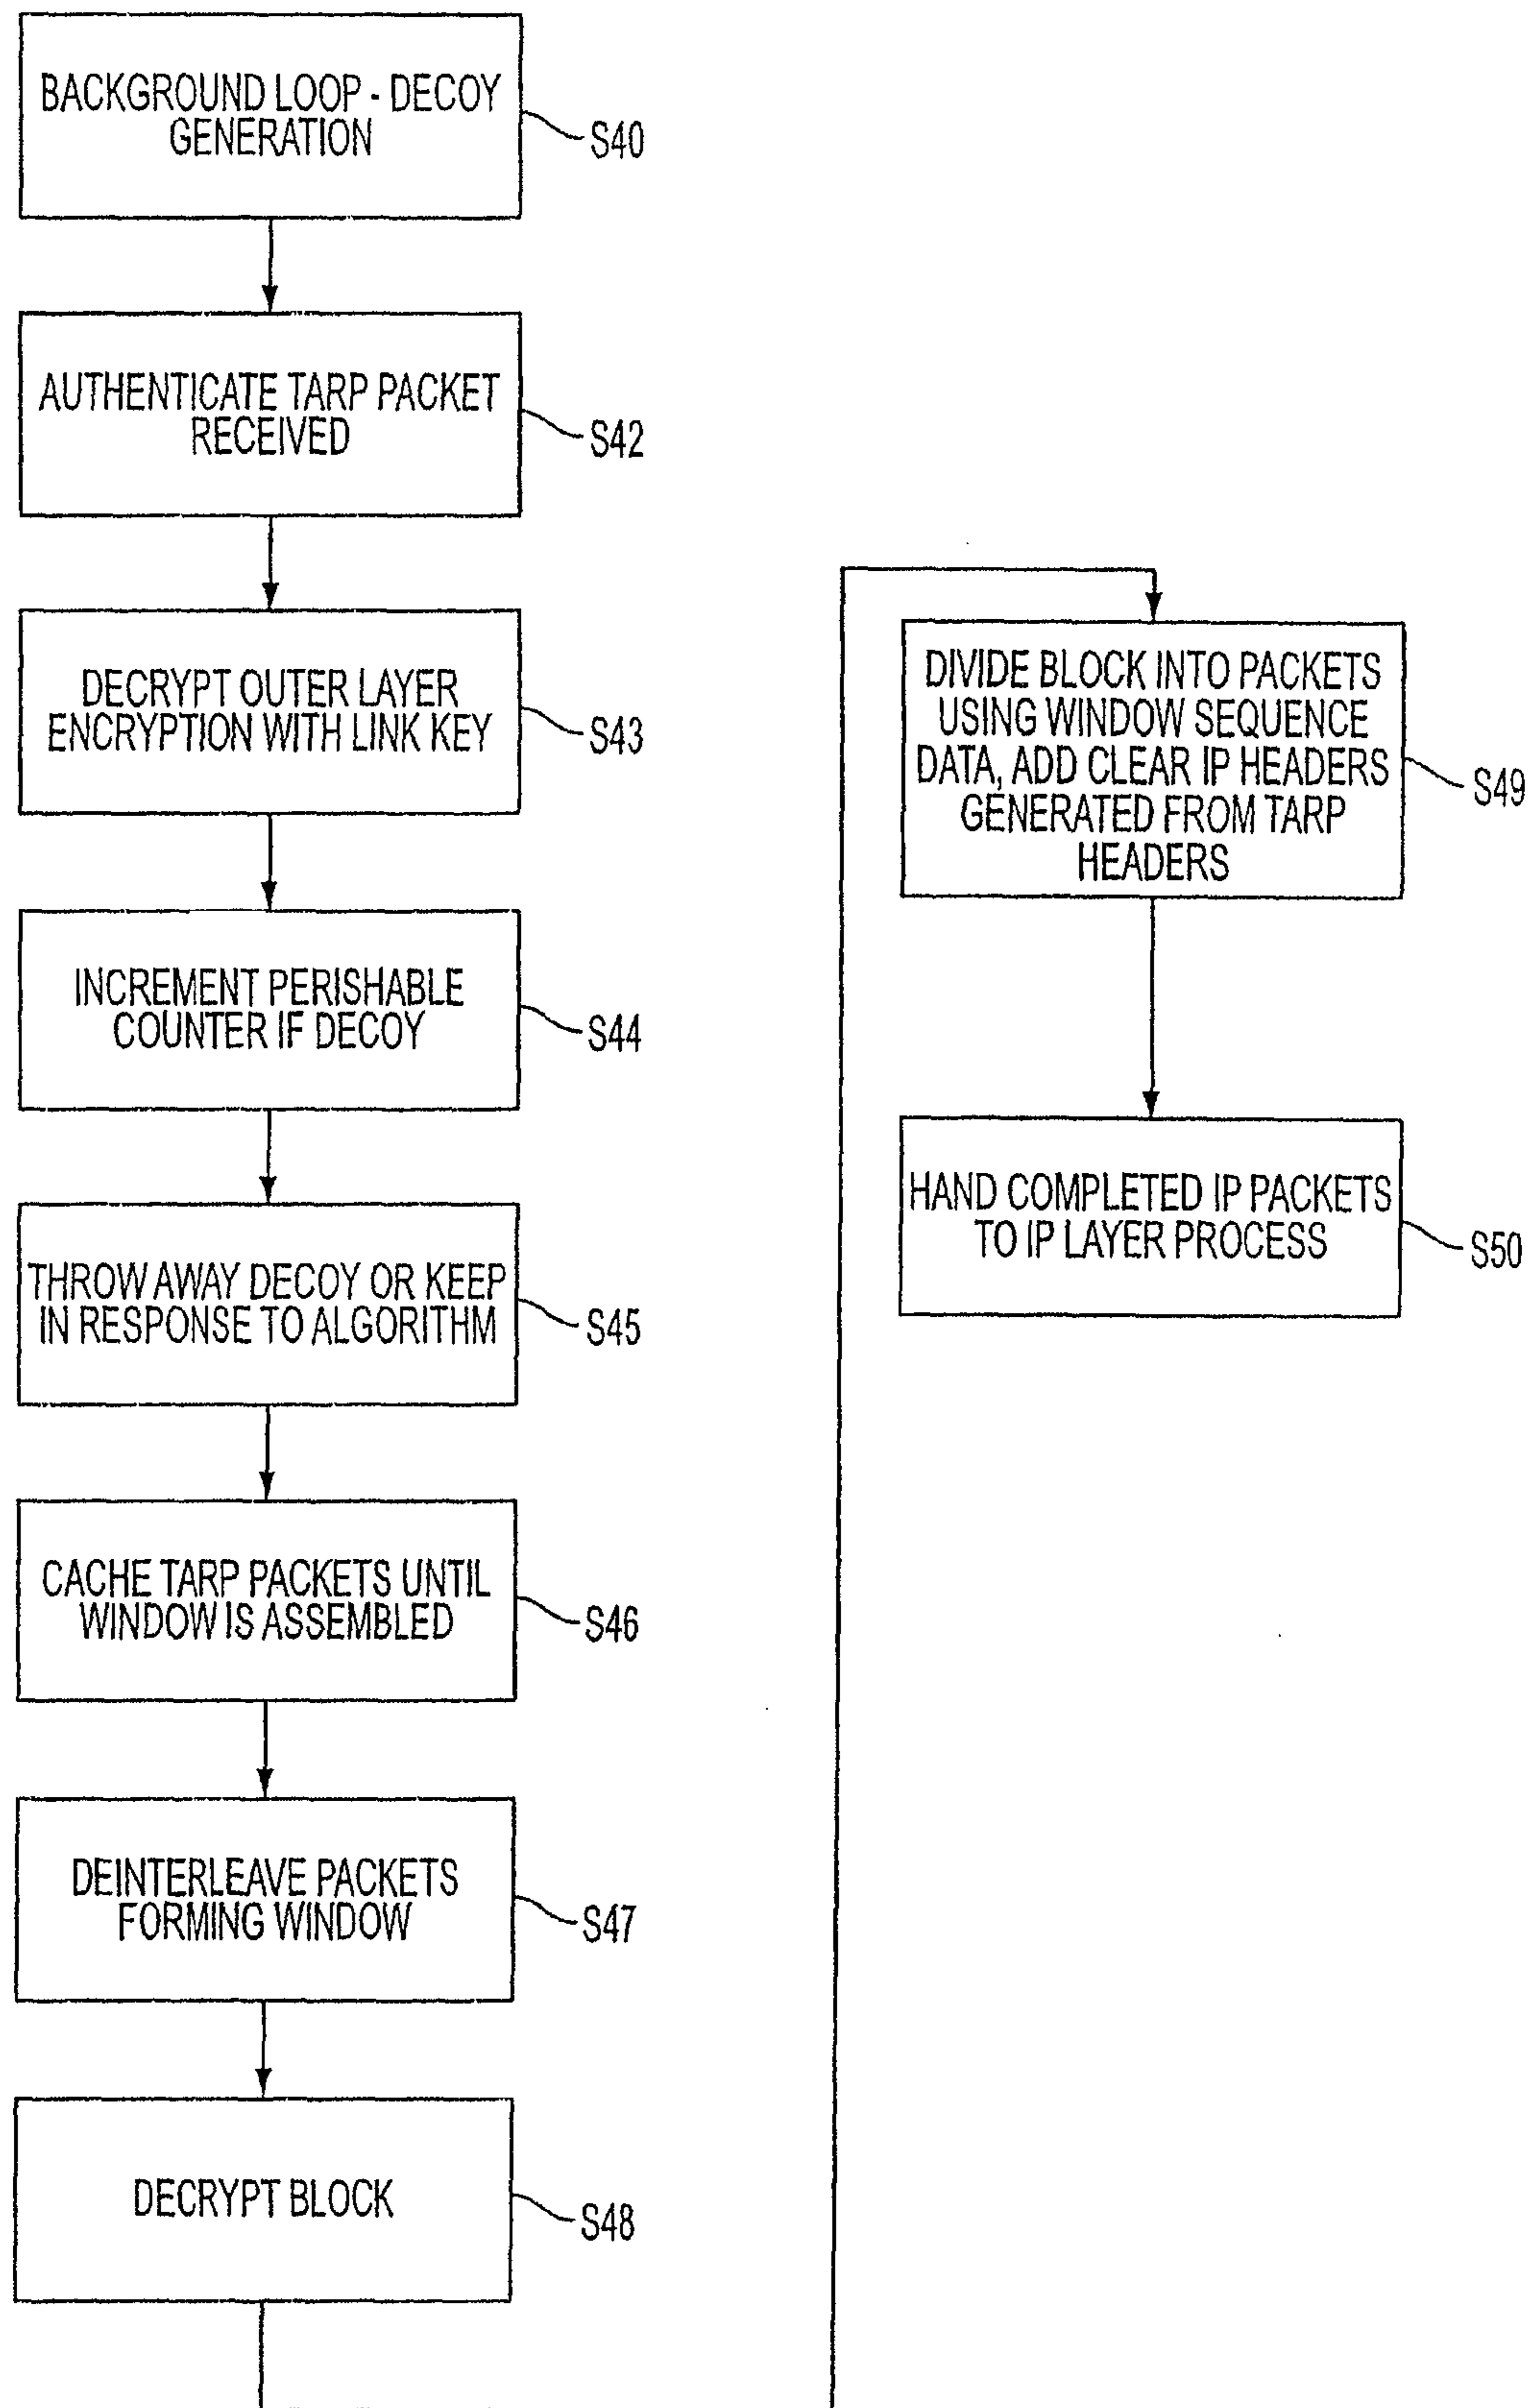 BACKGROUND LOOP - DECOY
GENERATION
S40
AUTHENTICATE TARP PACKET
RECEIVED
S42
DECRYPT OUTER LAYER
ENCRYPTION WITH LINK KEY
S43
INCREMENT PERISHABLE
COUNTER IF DECOY
S44
THROW AWAY DECOY OR KEEP
IN RESPONSE TO ALGORITHM
S45
CACHE TARP PACKETS UNTIL
WINDOW IS ASSEMBLED
S46
DEINTERLEAVE PACKETS
FORMING WINDOW
S47
DECRYPT BLOCK
S48
DIVIDE BLOCK INTO PACKETS
USING WINDOW SEQUENCE
DATA, ADD CLEAR IP HEADERS
GENERATED FROM TARP
HEADERS
S49
HAND COMPLETED IP PACKETS
TO IP LAYER PROCESS
S50